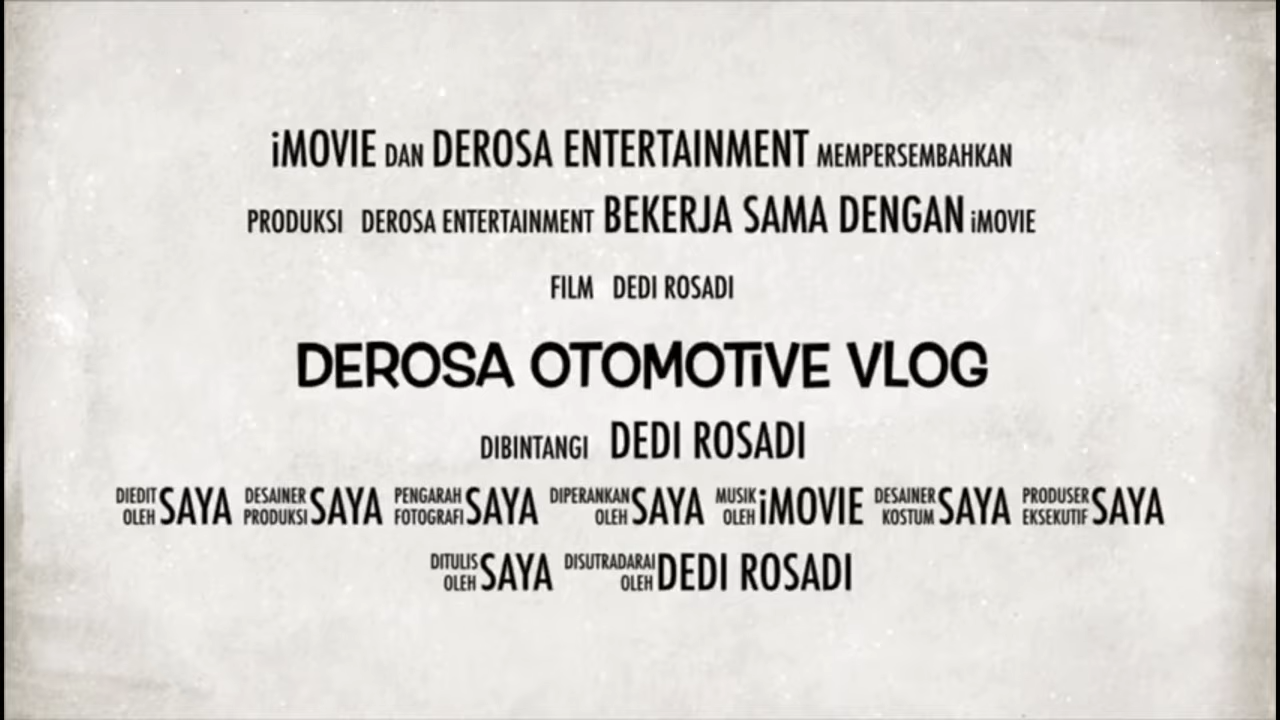 iMOVIE DAN DEROSA ENTERTAINMENT MEMPERSEMBAHKAN
PRODUKSI DEROSA ENTERTAINMENT BEKERJA SAMA DENGAN iMOVIE
FILM DEDI ROSADI
DEROSA OTOMOTiVE VLOG
DIBINTANGI DEDI ROSADI
DIEDIT OLEH SAYA DESAINER PRODUKSI SAYA PENGARAH FOTOGRAFI SAYA DIPERANKAN OLEH SAYA MUSIK OLEH iMOVIE DESAINER KOSTUM SAYA PRODUSER EKSEKUTIF SAYA
DITULIS OLEH SAYA DISUTRADARAI OLEH DEDI ROSADI